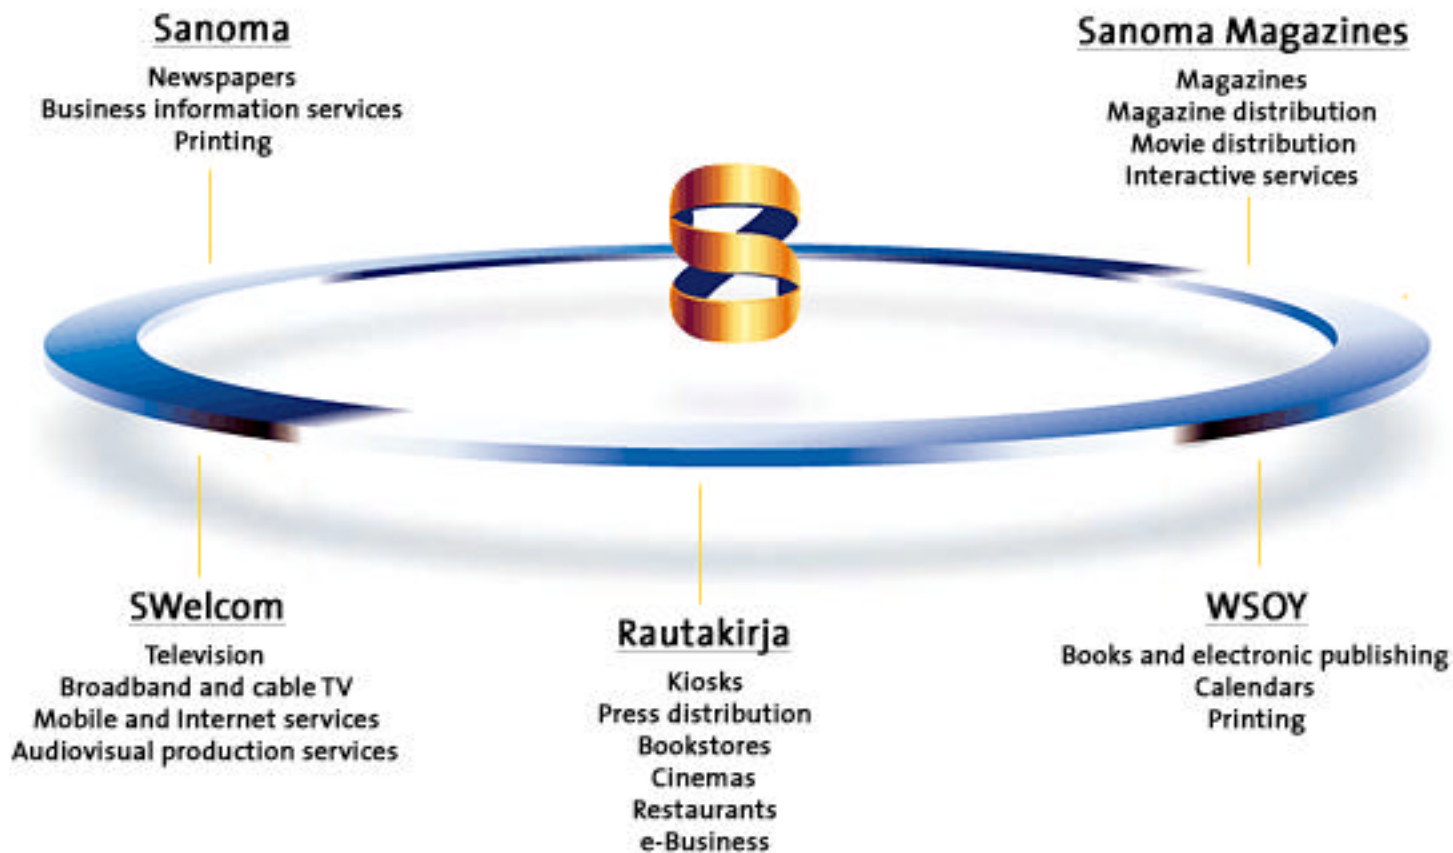 Sanoma
Newspapers
Business information services
Printing
Sanoma Magazines
Magazines
Magazine distribution
Movie distribution
Interactive services
SWelcom
Television
Broadband and cable TV
Mobile and Internet services
Audiovisual production services
Rautakirja
Kiosks
Press distribution
Bookstores
Cinemas
Restaurants
e-Business
WSOY
Books and electronic publishing
Calendars
Printing